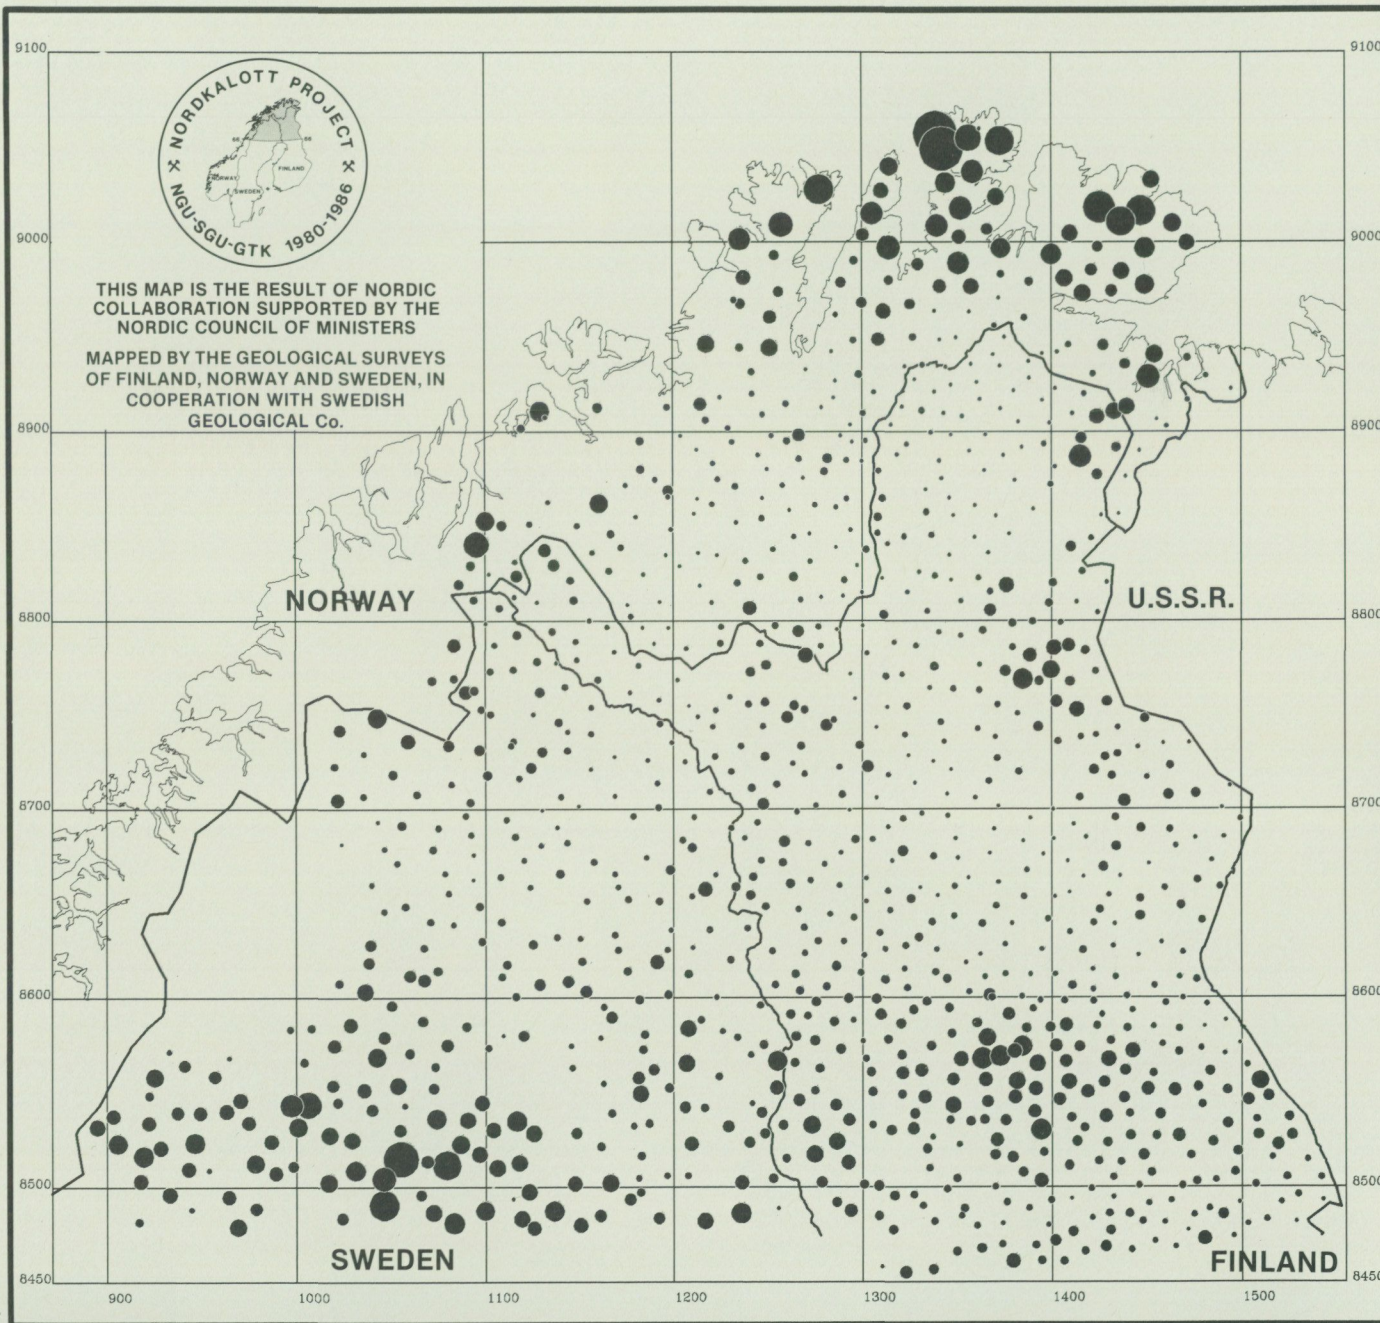 9100
9100
NORDKALOTT PROJECT
NORWAY
SWEDEN
FINLAND
66
66
NGU-SGU-GTK 1980-1986
9000
9000
THIS MAP IS THE RESULT OF NORDIC
COLLABORATION SUPPORTED BY THE
NORDIC COUNCIL OF MINISTERS
MAPPED BY THE GEOLOGICAL SURVEYS
OF FINLAND, NORWAY AND SWEDEN, IN
COOPERATION WITH SWEDISH
GEOLOGICAL Co.
8900
8900
NORWAY
U.S.S.R.
8800
8800
8700
8700
8600
8600
8500
8500
SWEDEN
FINLAND
8450
8450
900
1000
1100
1200
1300
1400
1500